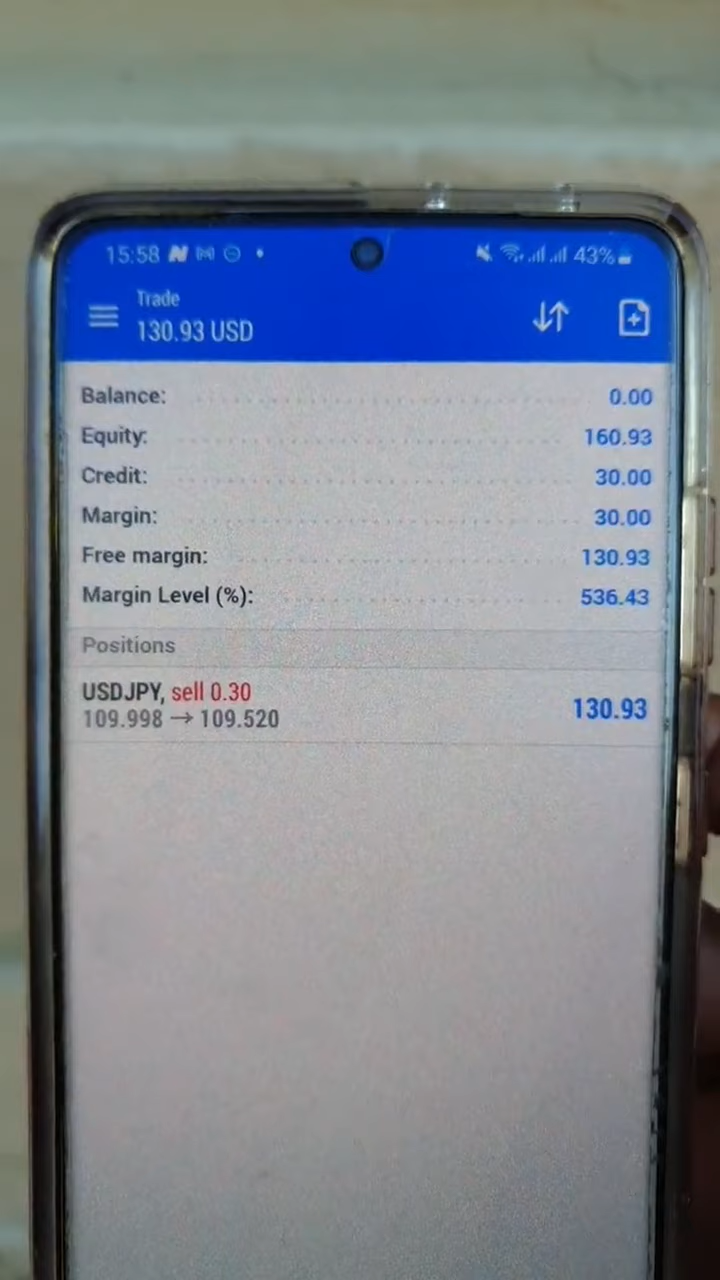 15:58 43%
Trade
130.93 USD
Balance: 0.00
Equity: 160.93
Credit: 30.00
Margin: 30.00
Free margin: 130.93
Margin Level (%): 536.43
Positions
USDJPY, sell 0.30
109.998 → 109.520 130.93